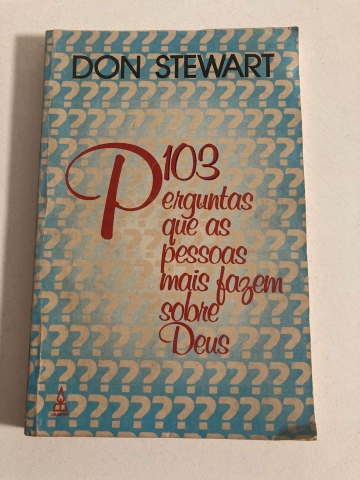 DON STEWART
103
Perguntas
que as
pessoas
mais fazem
sobre
Deus